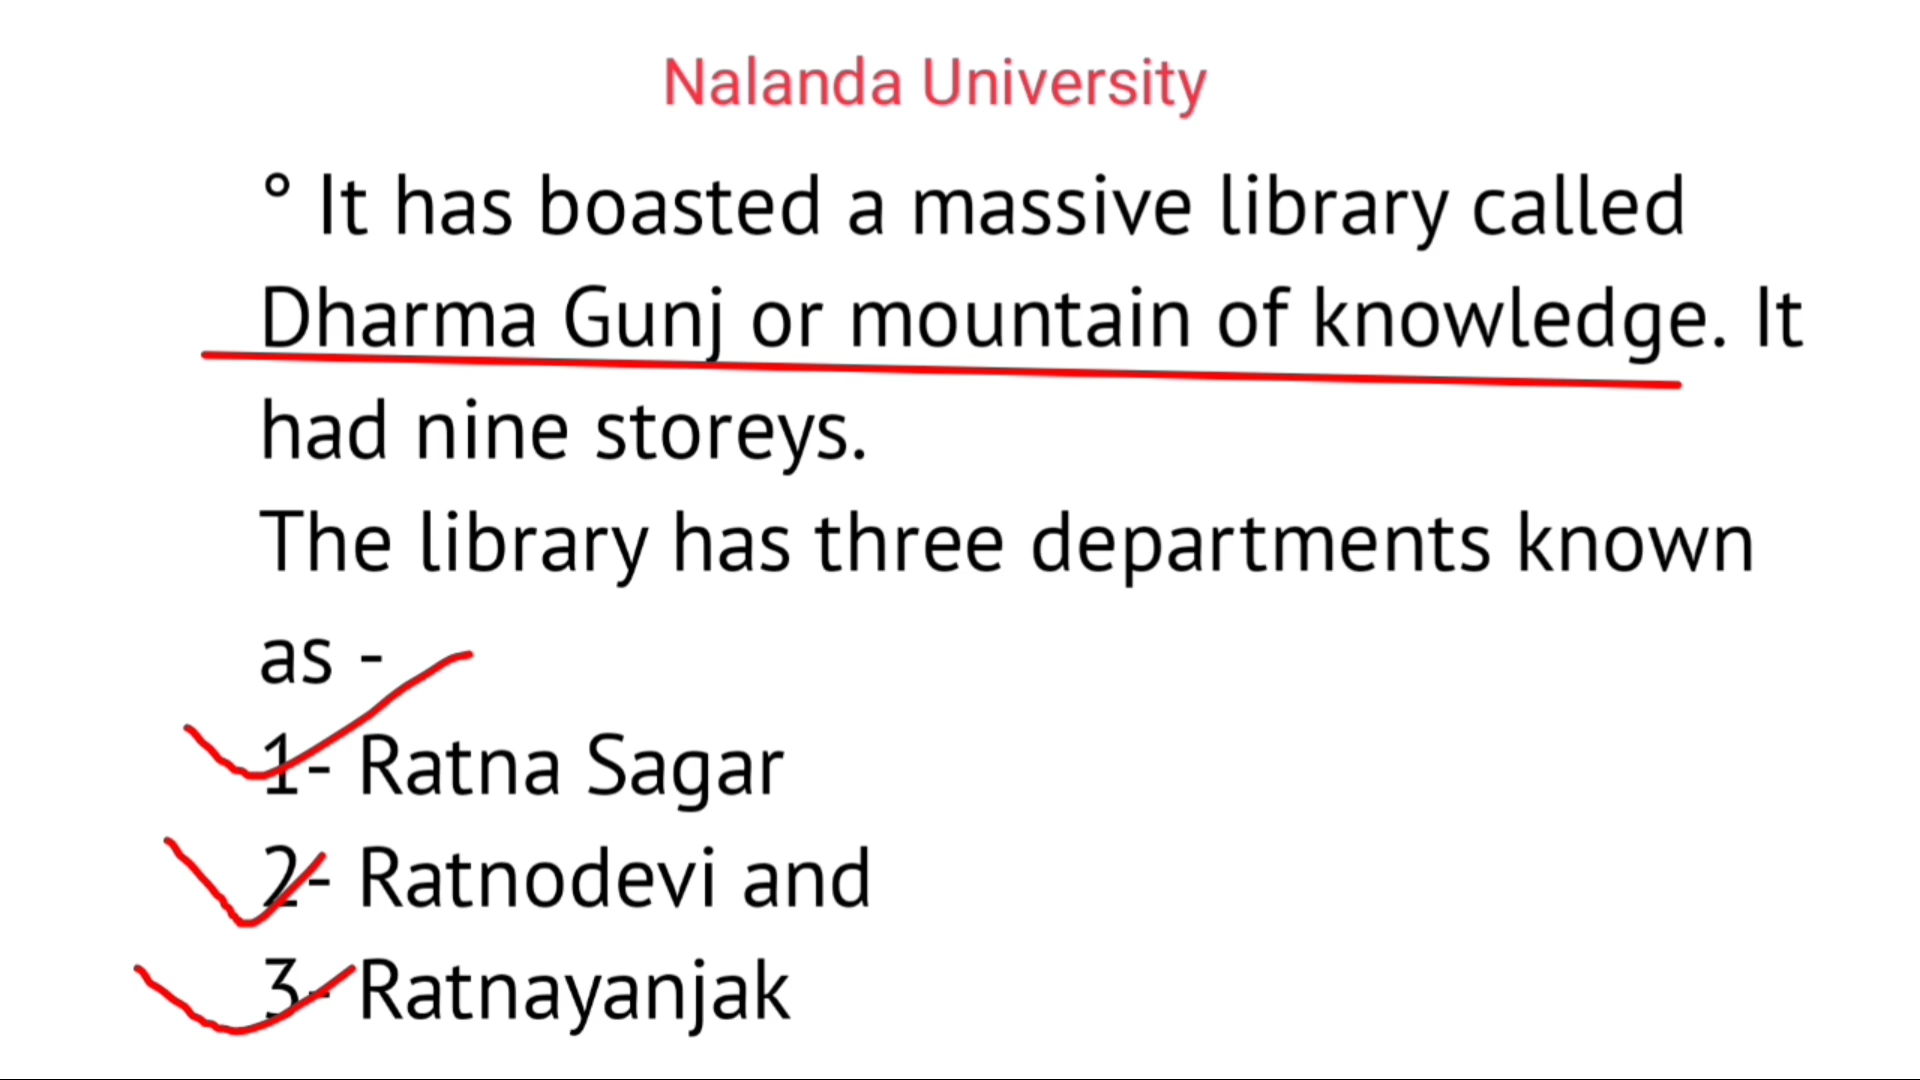 Nalanda University
° It has boasted a massive library called
Dharma Gunj or mountain of knowledge. It
had nine storeys.
The library has three departments known
as -
1- Ratna Sagar
2- Ratnodevi and
3- Ratnayanjak